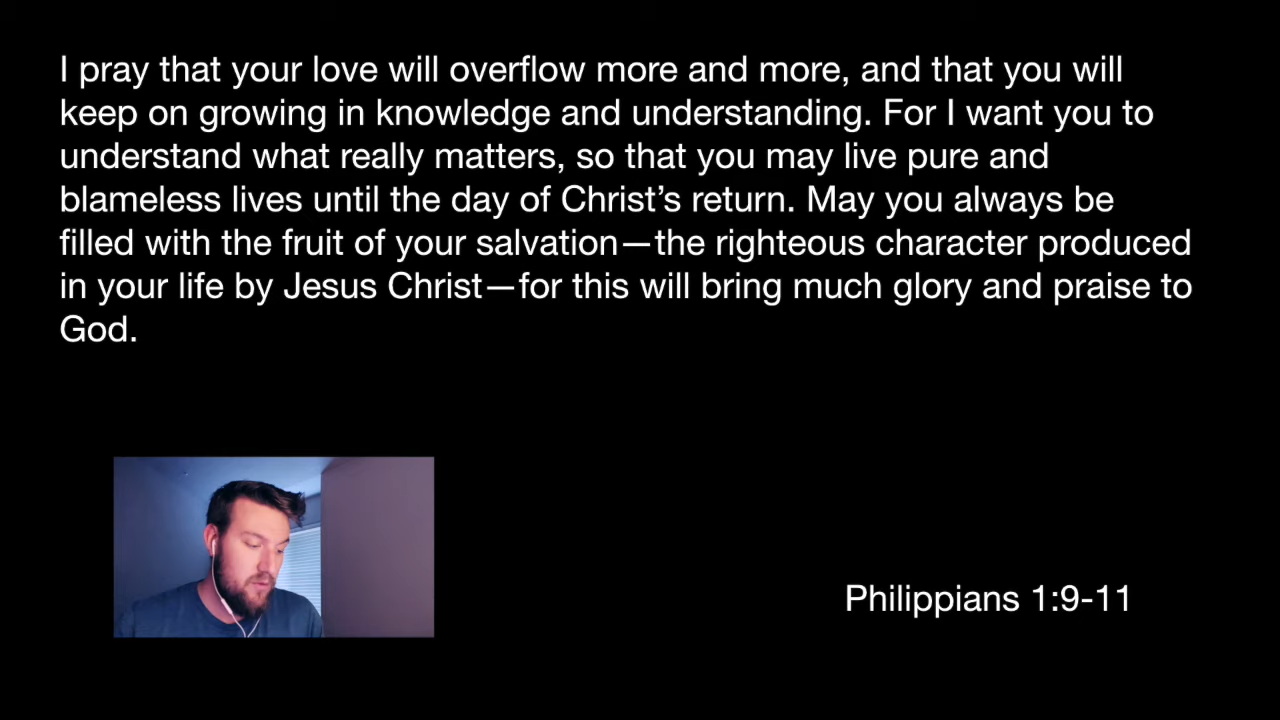 I pray that your love will overflow more and more, and that you will
keep on growing in knowledge and understanding. For I want you to
understand what really matters, so that you may live pure and
blameless lives until the day of Christ’s return. May you always be
filled with the fruit of your salvation—the righteous character produced
in your life by Jesus Christ—for this will bring much glory and praise to
God.
Philippians 1:9-11